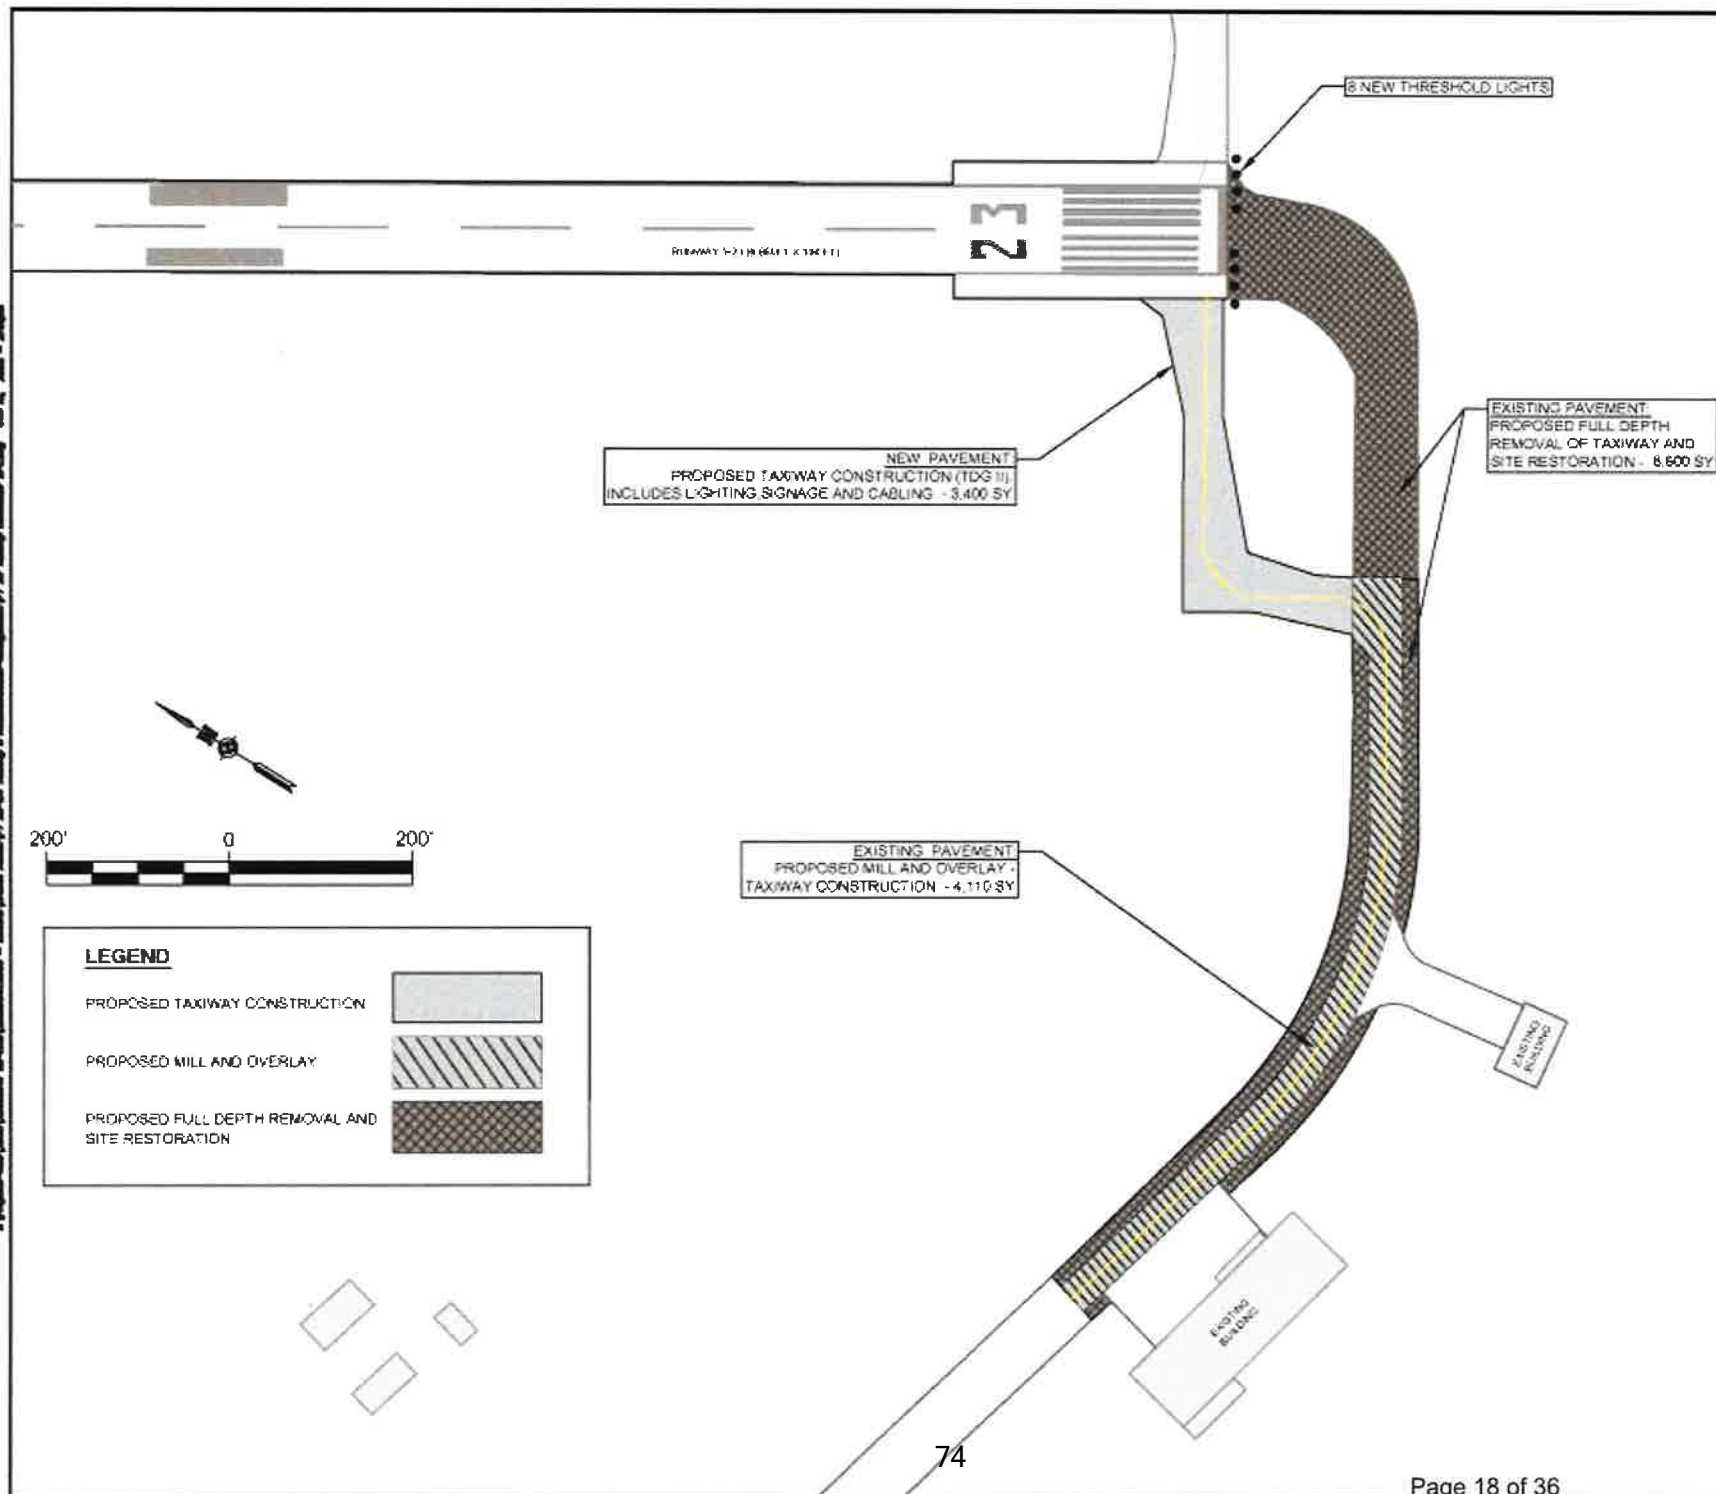 8 NEW THRESHOLD LIGHTS
23
NEW PAVEMENT:
PROPOSED TAXIWAY CONSTRUCTION (TDG II)
INCLUDES LIGHTING, SIGNAGE AND CABLING - 3,400 SY
EXISTING PAVEMENT:
PROPOSED FULL DEPTH
REMOVAL OF TAXIWAY AND
SITE RESTORATION - 6,600 SY
200' 0 200'
EXISTING PAVEMENT
PROPOSED MILL AND OVERLAY -
TAXIWAY CONSTRUCTION - 4,110 SY
LEGEND
PROPOSED TAXIWAY CONSTRUCTION
PROPOSED MILL AND OVERLAY
PROPOSED FULL DEPTH REMOVAL AND
SITE RESTORATION
EXISTING
BUILDING
EXISTING
BUILDING
74
Page 18 of 36